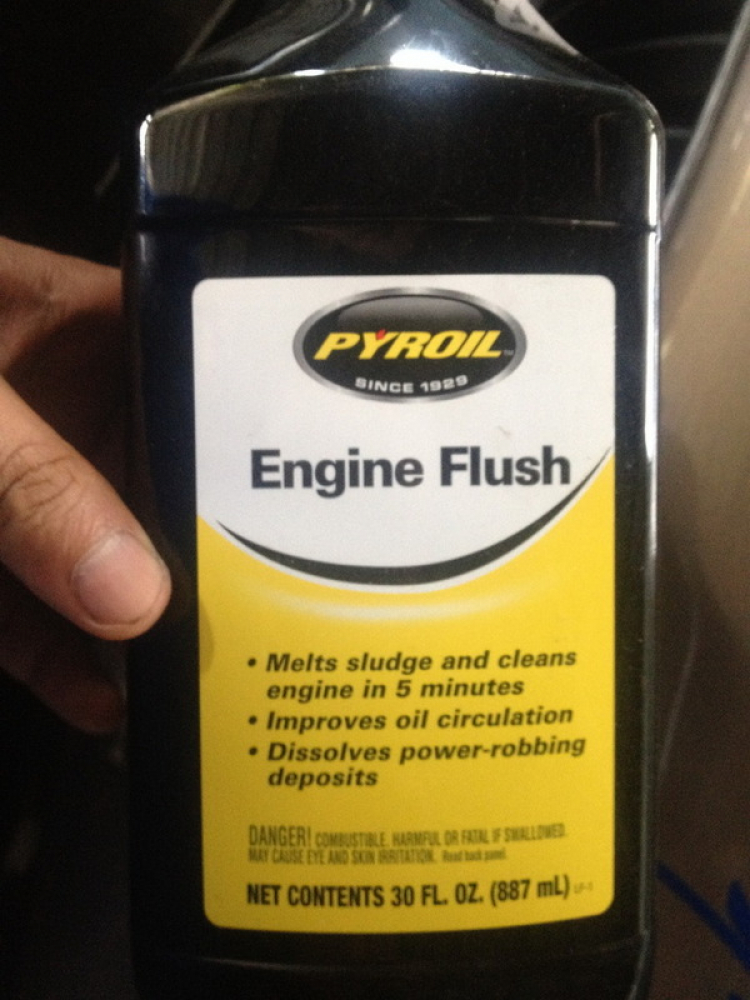 PYROIL
SINCE 1929
Engine Flush
• Melts sludge and cleans
engine in 5 minutes
• Improves oil circulation
• Dissolves power-robbing
deposits
DANGER! COMBUSTIBLE. HARMFUL OR FATAL IF SWALLOWED.
MAY CAUSE EYE AND SKIN IRRITATION. Read back panel.
NET CONTENTS 30 FL. OZ. (887 mL)